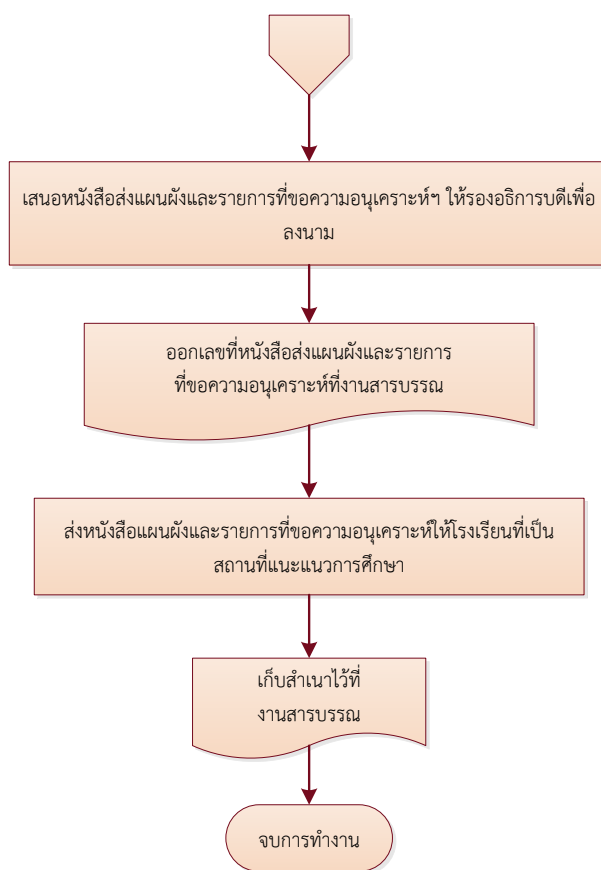 เสนอหนังสือส่งแผนผังและรายการที่ขอความอนุเคราะห์ฯ ให้รองอธิการบดีเพื่อ
ลงนาม
ออกเลขที่หนังสือส่งแผนผังและรายการ
ที่ขอความอนุเคราะห์ที่งานสารบรรณ
ส่งหนังสือแผนผังและรายการที่ขอความอนุเคราะห์ให้โรงเรียนที่เป็น
สถานที่แนะแนวการศึกษา
เก็บสำเนาไว้ที่
งานสารบรรณ
จบการทำงาน